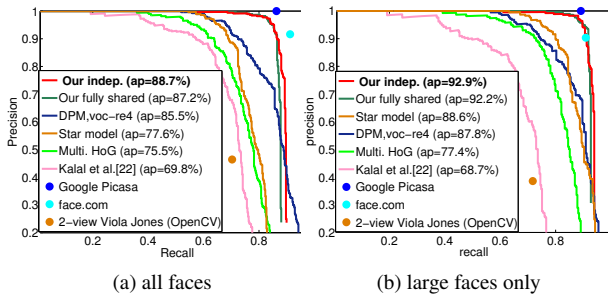 1
0.9
0.8
0.7
0.6
0.5
0.4
0.3
0.2
Precision
Our indep. (ap=88.7%)
Our fully shared (ap=87.2%)
DPM,voc-re4 (ap=85.5%)
Star model (ap=77.6%)
Multi. HoG (ap=75.5%)
Kalal et al.[22] (ap=69.8%)
Google Picasa
face.com
2-view Viola Jones (OpenCV)
0.2 0.4 0.6 0.8
Recall
(a) all faces
1
0.9
0.8
0.7
0.6
0.5
0.4
0.3
0.2
precision
Our indep. (ap=92.9%)
Our fully shared (ap=92.2%)
Star model (ap=88.6%)
DPM,voc-re4 (ap=87.8%)
Multi. HoG (ap=77.4%)
Kalal et al.[22] (ap=68.7%)
Google Picasa
face.com
2-view Viola Jones (OpenCV)
0.2 0.4 0.6 0.8
recall
(b) large faces only